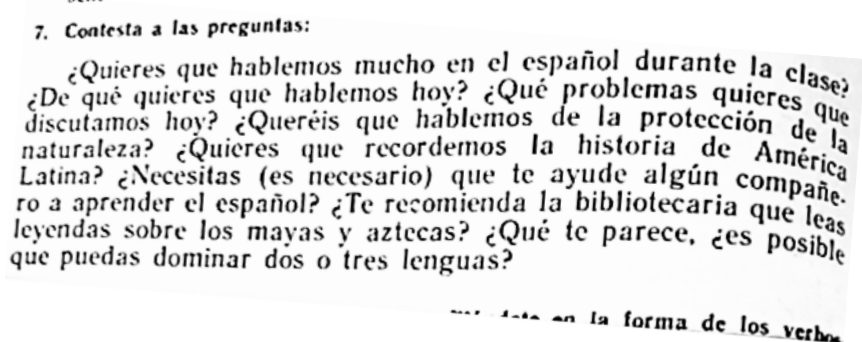 7. Contesta a las preguntas:
¿Quieres que hablemos mucho en el español durante la clase?
¿De qué quieres que hablemos hoy? ¿Qué problemas quieres que
discutamos hoy? ¿Queréis que hablemos de la protección de la
naturaleza? ¿Quieres que recordemos la historia de América
Latina? ¿Necesitas (es necesario) que te ayude algún compañe-
ro a aprender el español? ¿Te recomienda la bibliotecaria que leas
leyendas sobre los mayas y aztecas? ¿Qué te parece, ¿es posible
que puedas dominar dos o tres lenguas?
en la forma de los verbos